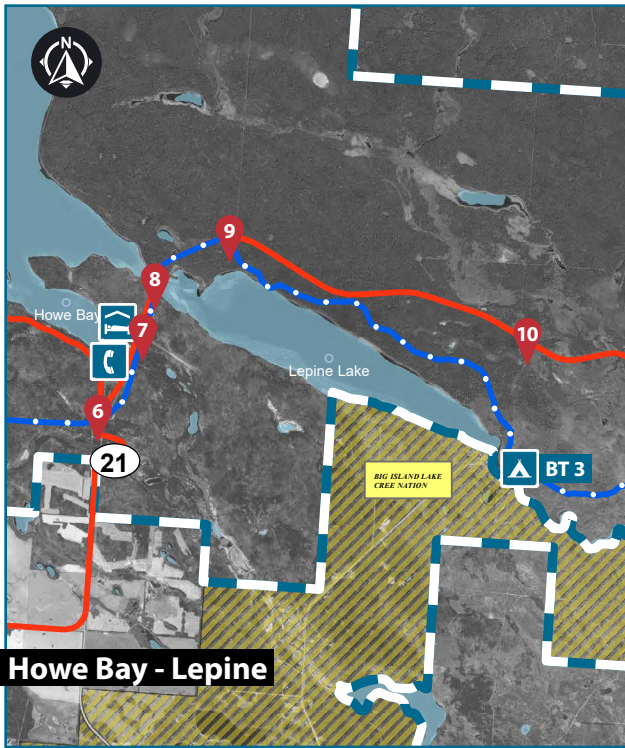 N
9
8
Howe Bay
7
10
Lepine Lake
6
21
BIG ISLAND LAKE
CREE NATION
BT 3
Howe Bay - Lepine